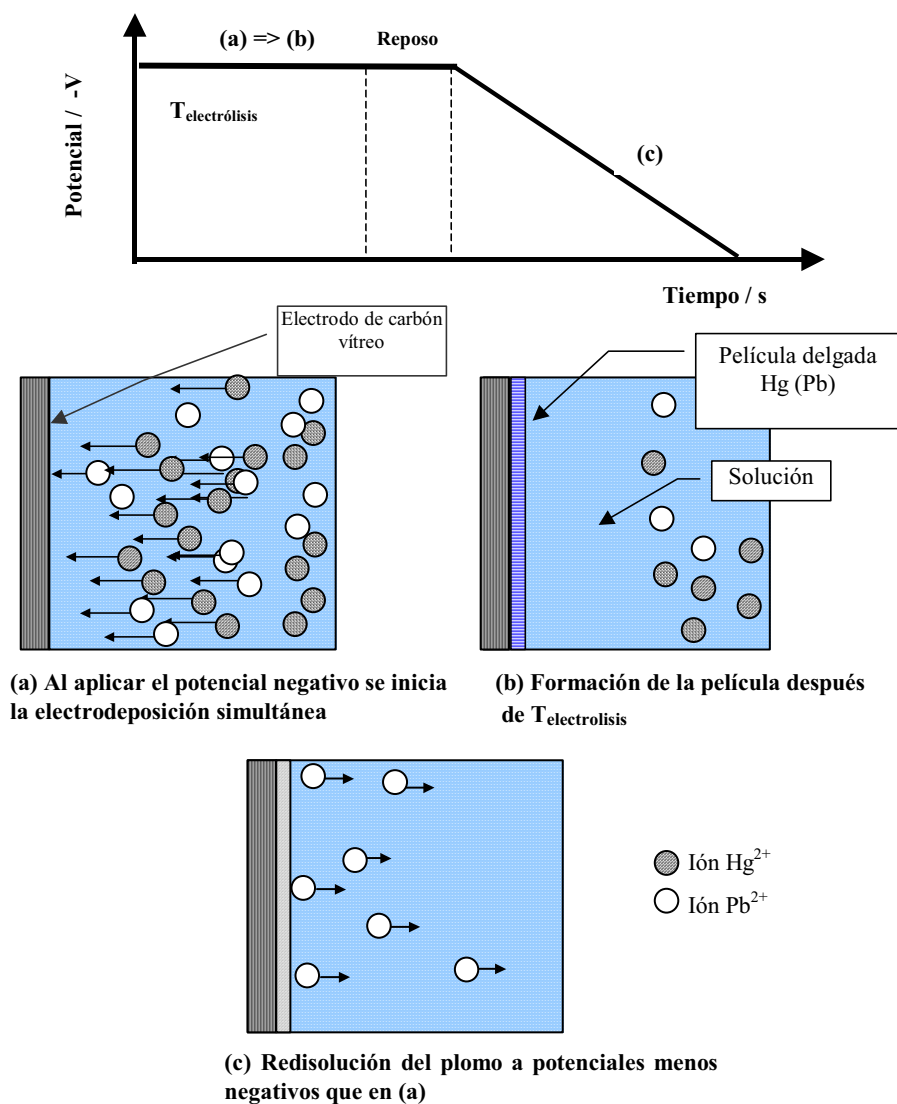 (a) => (b)
Reposo
Potencial / -V
T electrólisis
(c)
Tiempo / s
Electrodo de carbón
vítreo
Película delgada
Hg (Pb)
Solución
(a) Al aplicar el potencial negativo se inicia
la electrodeposición simultánea
(b) Formación de la película después
de T electrolisis
(c) Redisolución del plomo a potenciales menos
negativos que en (a)
Ión Hg2+
Ión Pb2+